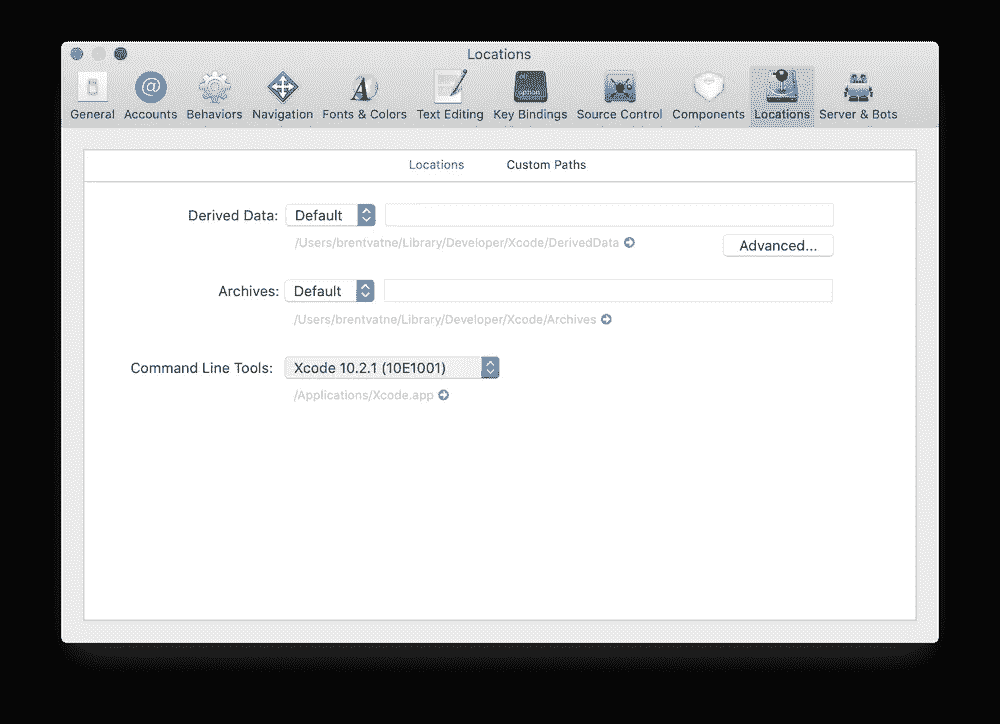 Locations
General Accounts Behaviors Navigation Fonts & Colors Text Editing Key Bindings Source Control Components Locations Server & Bots
Locations Custom Paths
Derived Data: Default
/Users/brentvatne/Library/Developer/Xcode/DerivedData
Advanced...
Archives: Default
/Users/brentvatne/Library/Developer/Xcode/Archives
Command Line Tools: Xcode 10.2.1 (10E1001)
/Applications/Xcode.app